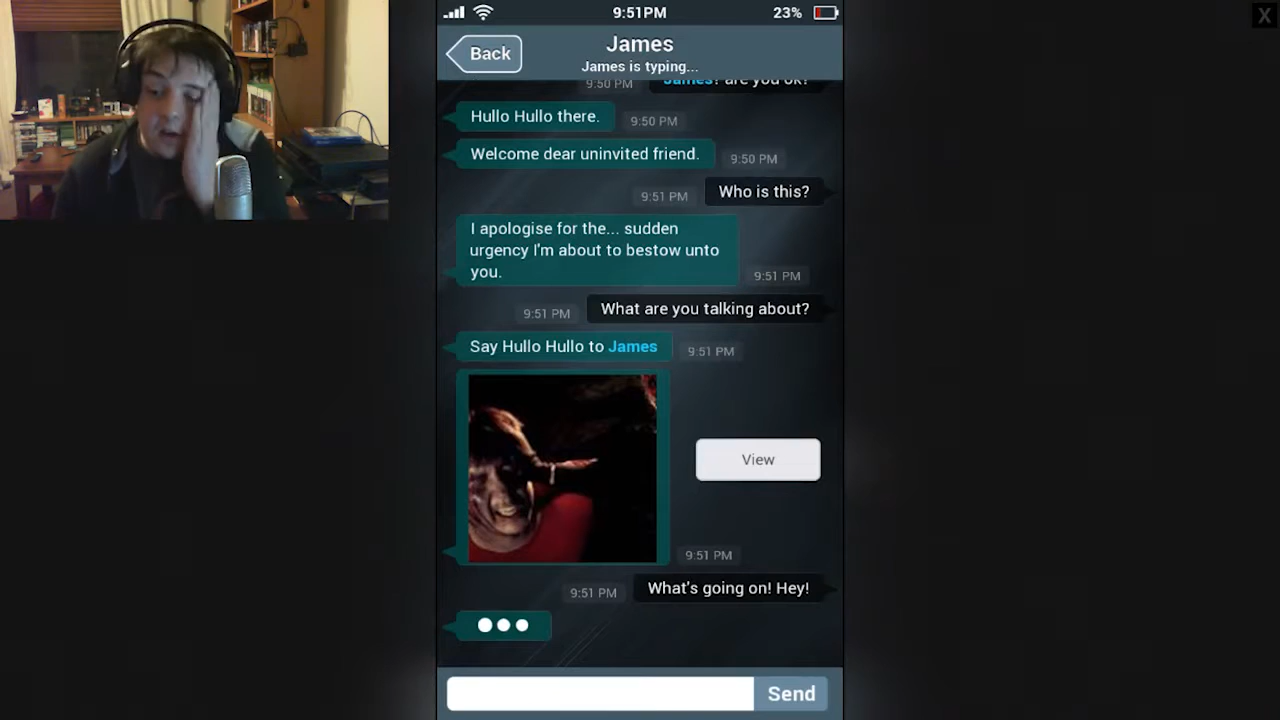 9:51PM
23%
X
Back
James
James is typing...
9:50 PM
James! are you ok?
Hullo Hullo there.
9:50 PM
Welcome dear uninvited friend.
9:50 PM
9:51 PM
Who is this?
I apologise for the... sudden
urgency I'm about to bestow unto
you.
9:51 PM
9:51 PM
What are you talking about?
Say Hullo Hullo to James
9:51 PM
View
9:51 PM
9:51 PM
What's going on! Hey!
Send